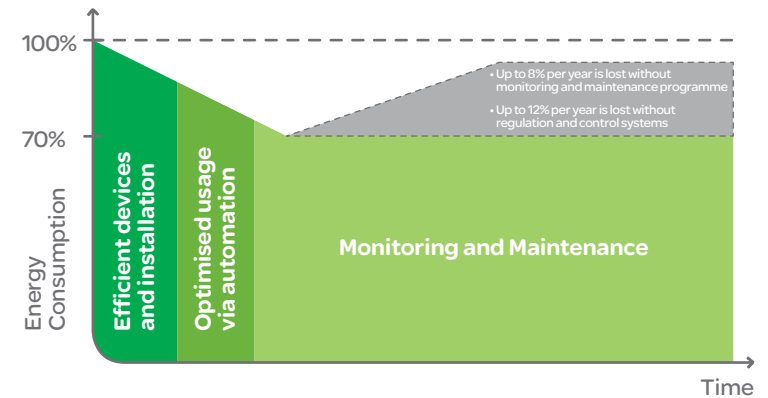 100%
• Up to 8% per year is lost without
monitoring and maintenance programme
• Up to 12% per year is lost without
regulation and control systems
70%
Energy
Consumption
Efficient devices
and installation
Optimised usage
via automation
Monitoring and Maintenance
Time